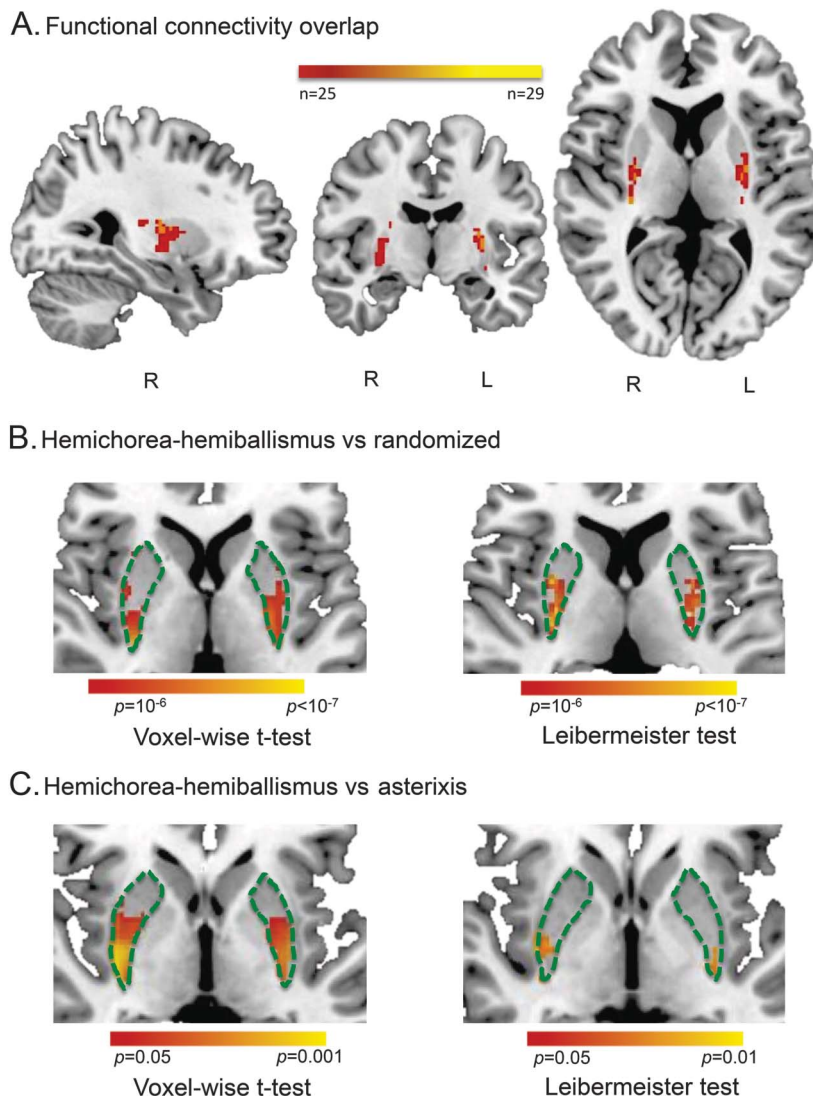 A. Functional connectivity overlap
n=25 n=29
R R L R L
B. Hemichorea-hemiballismus vs randomized
p=10-6 p<10-7 p=10-6 p<10-7
Voxel-wise t-test Leibermeister test
C. Hemichorea-hemiballismus vs asterixis
p=0.05 p=0.001 p=0.05 p=0.01
Voxel-wise t-test Leibermeister test